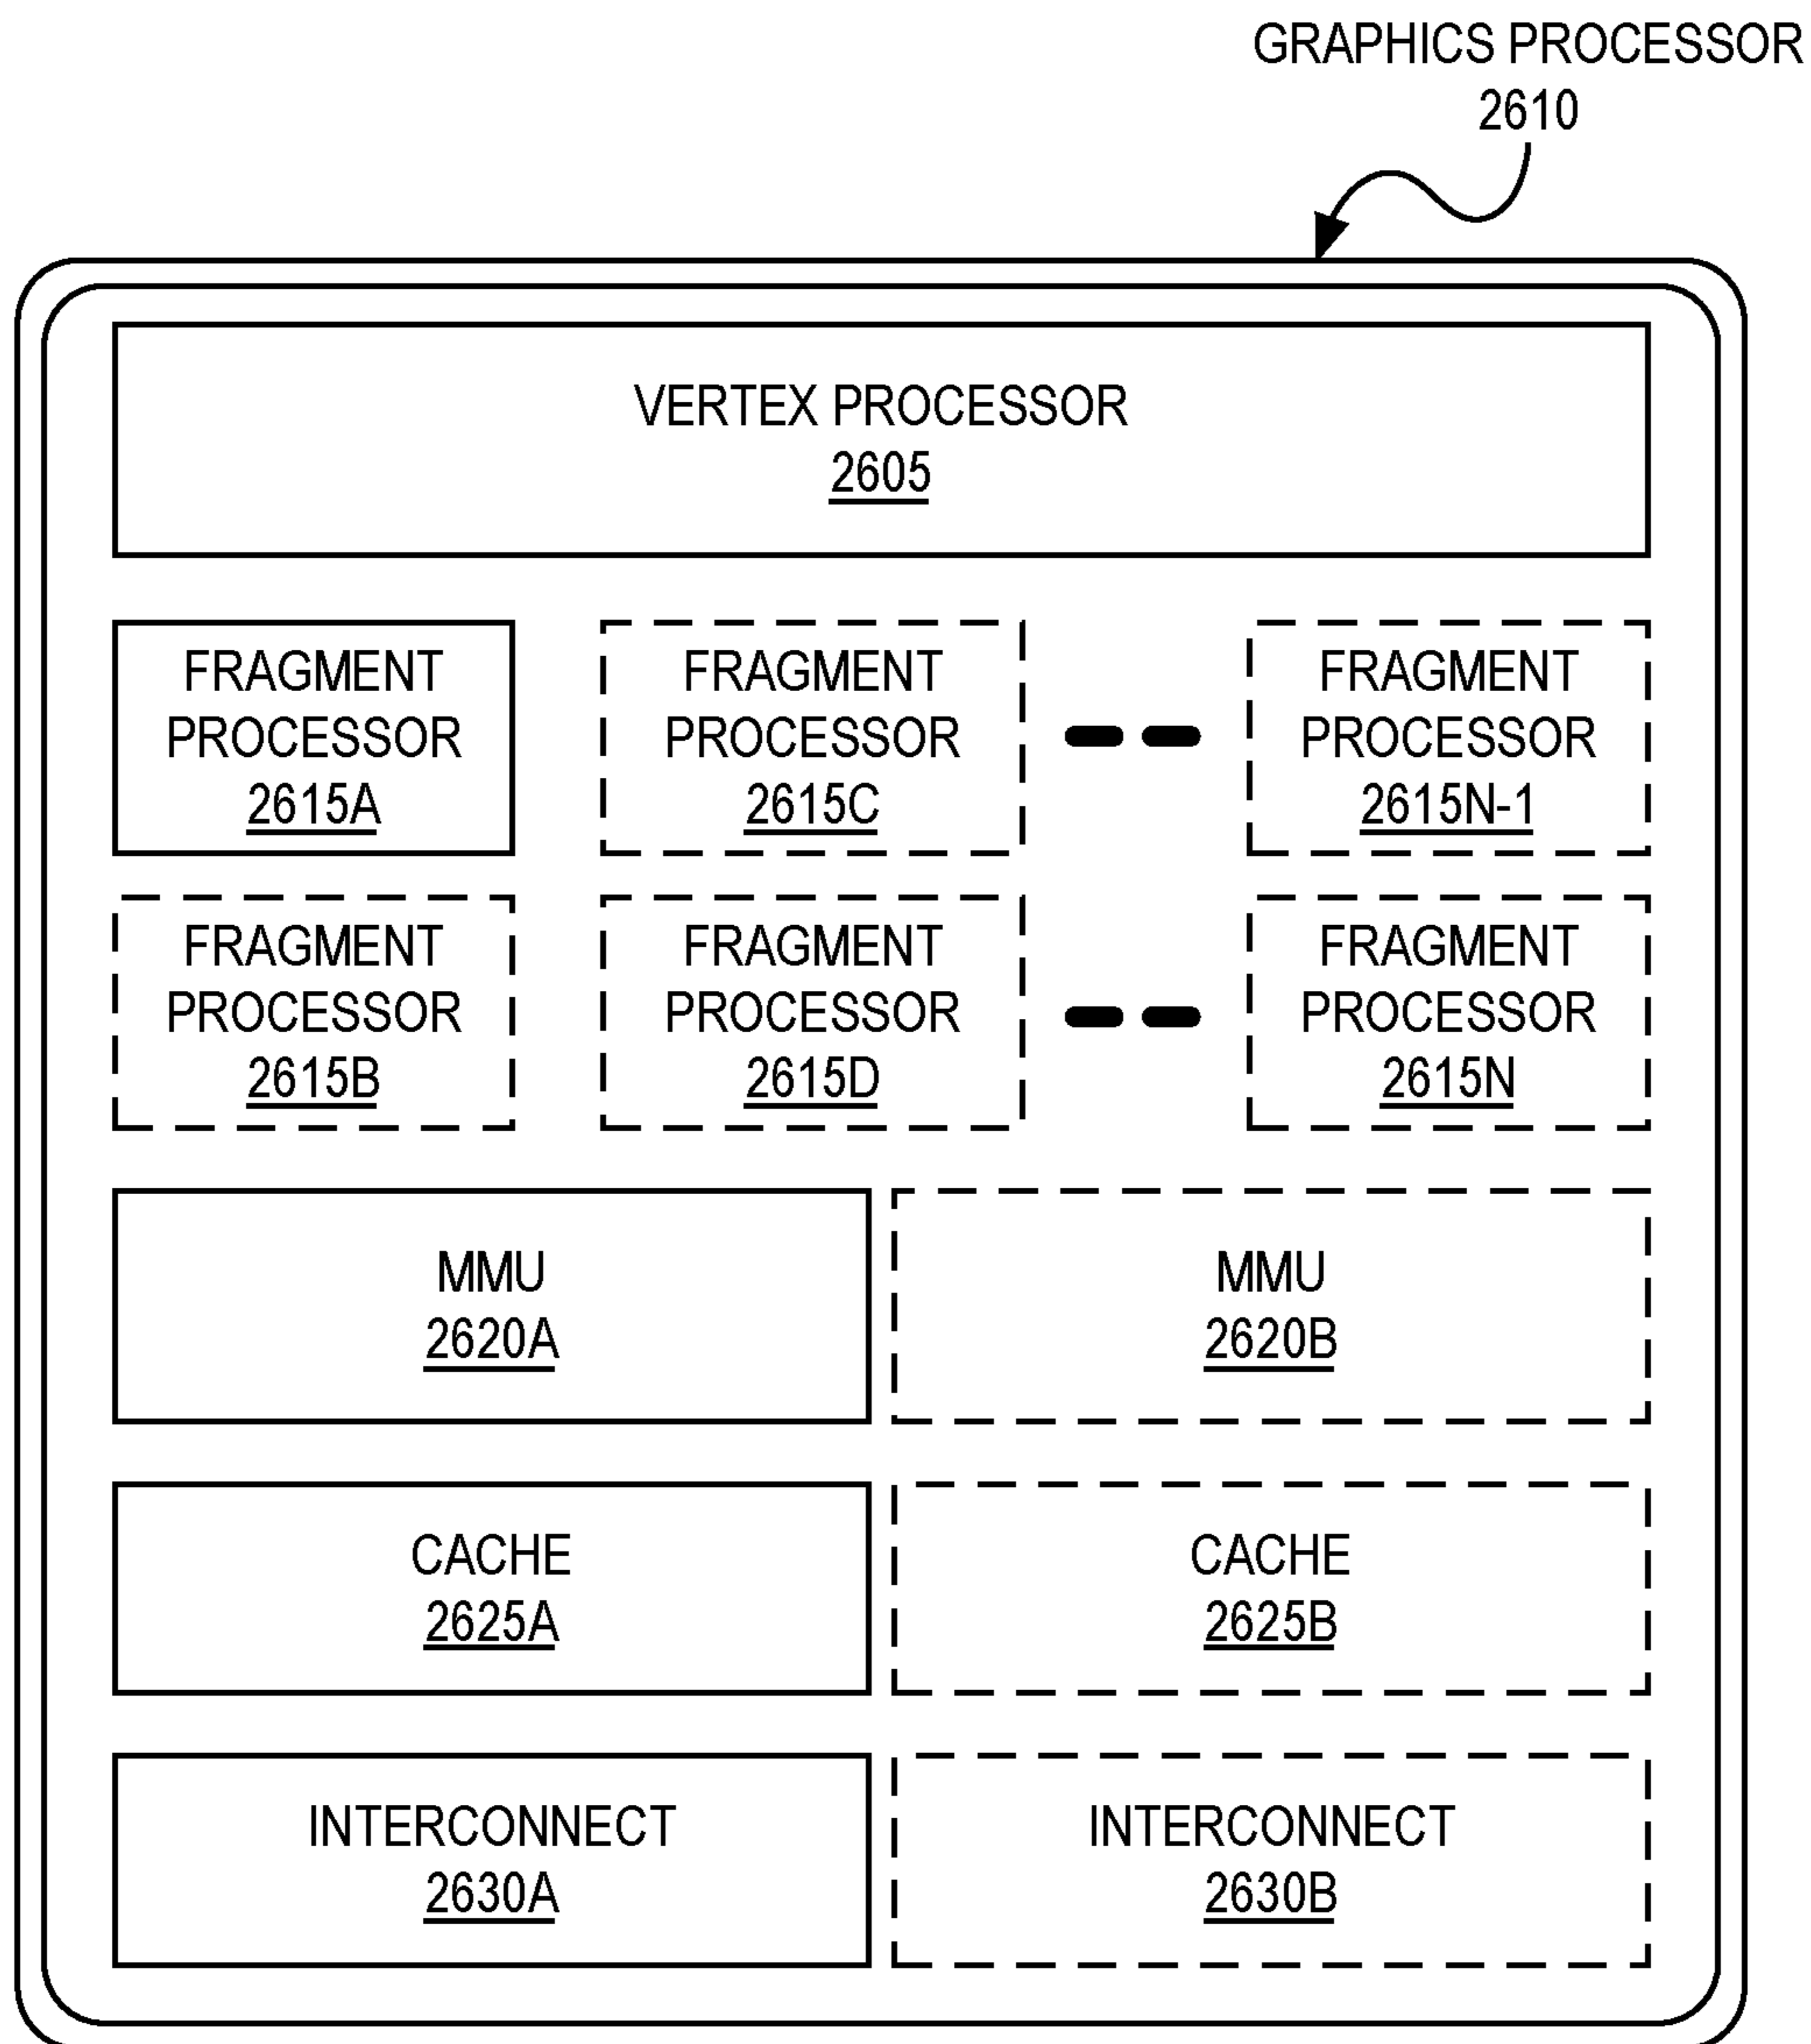 GRAPHICS PROCESSOR
2610
VERTEX PROCESSOR
2605
FRAGMENT
PROCESSOR
2615A
FRAGMENT
PROCESSOR
2615C
FRAGMENT
PROCESSOR
2615N-1
FRAGMENT
PROCESSOR
2615B
FRAGMENT
PROCESSOR
2615D
FRAGMENT
PROCESSOR
2615N
MMU
2620A
MMU
2620B
CACHE
2625A
CACHE
2625B
INTERCONNECT
2630A
INTERCONNECT
2630B